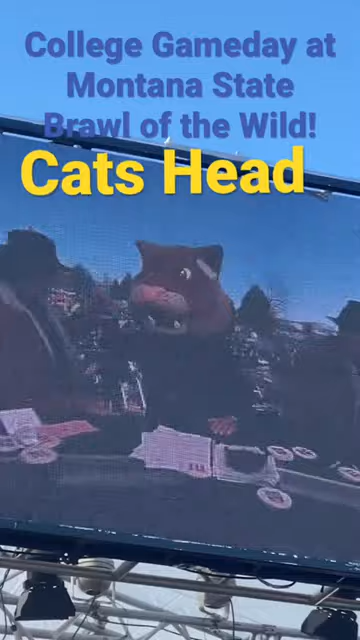 College Gameday at
Montana State
Brawl of the Wild!
Cats Head